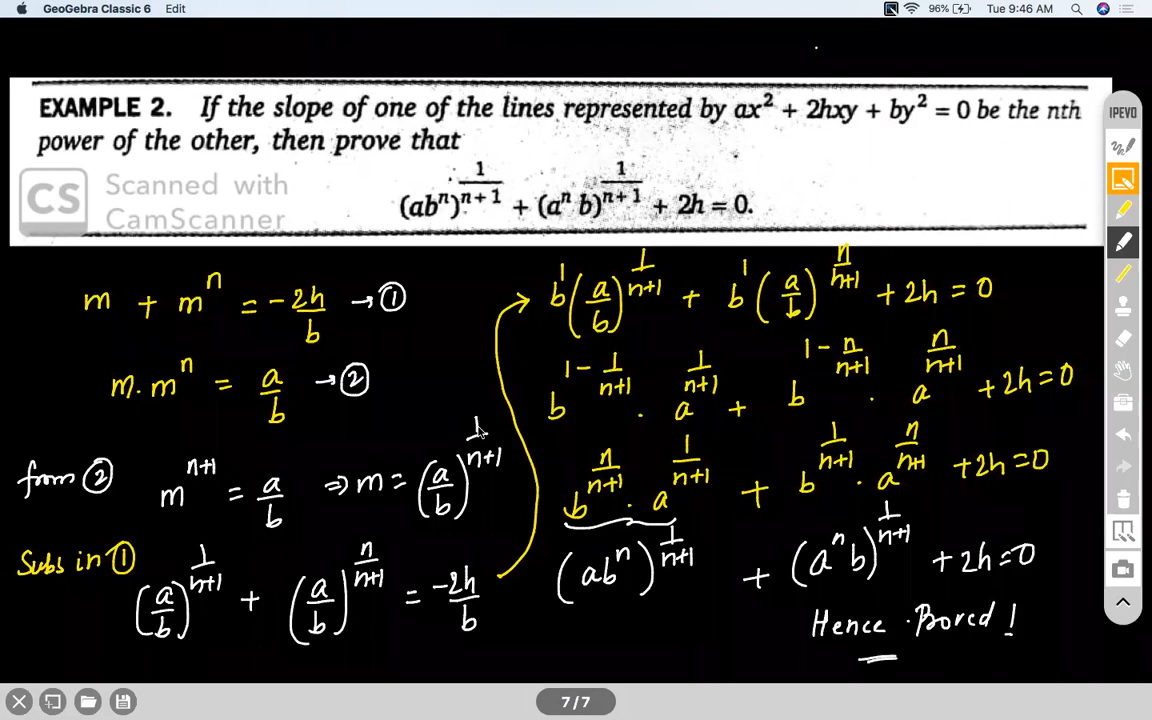 GeoGebra Classic 6 Edit 96% Tue 9:46 AM
EXAMPLE 2. If the slope of one of the lines represented by ax² + 2hxy + by² = 0 be the nth
power of the other, then prove that
(abⁿ)^(1/(n+1)) + (aⁿ b)^(1/(n+1)) + 2h = 0.
CS Scanned with
CamScanner
IPEVO
m + mⁿ = -2h/b → ①
m. mⁿ = a/b → ②
from ② m^(n+1) = a/b ⇒ m = (a/b)^(1/(n+1))
Subs in ①
(a/b)^(1/(n+1)) + (a/b)^(n/(n+1)) = -2h/b
b¹(a/b)^(1/(n+1)) + b¹(a/b)^(n/(n+1)) + 2h = 0
b^(1 - 1/(n+1)) . a^(1/(n+1)) + b^(1 - n/(n+1)) . a^(n/(n+1)) + 2h = 0
b^(n/(n+1)) . a^(1/(n+1)) + b^(1/(n+1)) . a^(n/(n+1)) + 2h = 0
(abⁿ)^(1/(n+1)) + (aⁿb)^(1/(n+1)) + 2h = 0
Hence Bored !
7/7